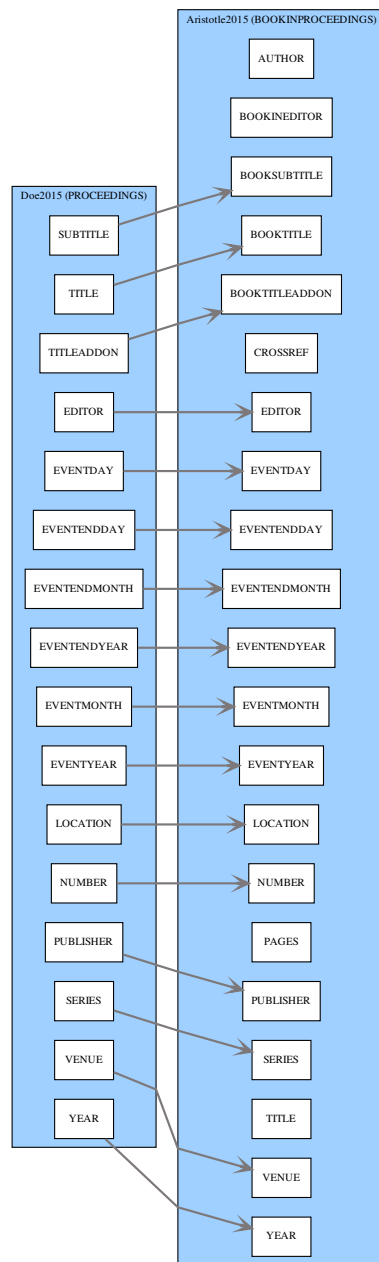 Doe2015 (PROCEEDINGS)
SUBTITLE
TITLE
TITLEADDON
EDITOR
EVENTDAY
EVENTENDDAY
EVENTENDMONTH
EVENTENDYEAR
EVENTMONTH
EVENTYEAR
LOCATION
NUMBER
PUBLISHER
SERIES
VENUE
YEAR
Aristotle2015 (BOOKINPROCEEDINGS)
AUTHOR
BOOKINEDITOR
BOOKSUBTITLE
BOOKTITLE
BOOKTITLEADDON
CROSSREF
EDITOR
EVENTDAY
EVENTENDDAY
EVENTENDMONTH
EVENTENDYEAR
EVENTMONTH
EVENTYEAR
LOCATION
NUMBER
PAGES
PUBLISHER
SERIES
TITLE
VENUE
YEAR